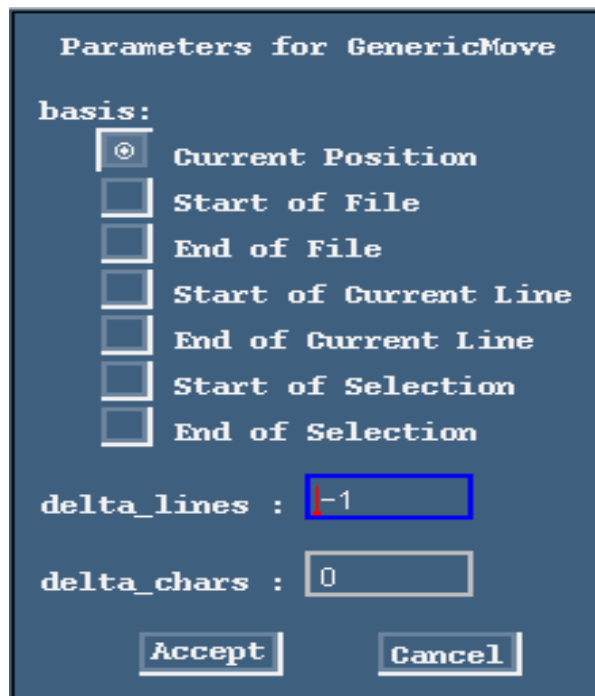 Parameters for GenericMove
basis:
Current Position
Start of File
End of File
Start of Current Line
End of Current Line
Start of Selection
End of Selection
delta_lines : -1
delta_chars : 0
Accept Cancel